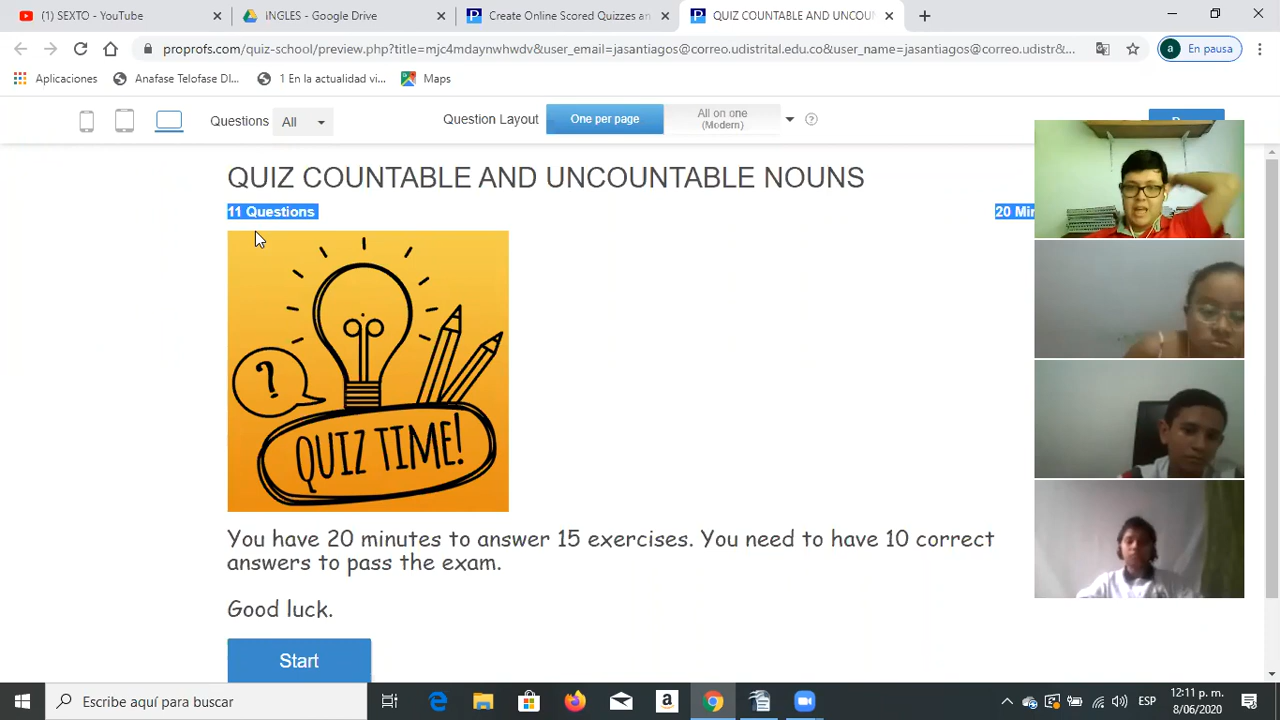 (1) SEXTO - YouTube
INGLES - Google Drive
Create Online Scored Quizzes an
QUIZ COUNTABLE AND UNCOUN
proprofs.com/quiz-school/preview.php?title=mjc4mdaynwhwdv&user_email=jasantiagos@correo.udistrital.edu.co&user_name=jasantiagos@correo.udistr&...
a
En pausa
Aplicaciones
Anafase Telofase DI...
1 En la actualidad vi...
Maps
Questions
All
Question Layout
One per page
All on one
(Modern)
QUIZ COUNTABLE AND UNCOUNTABLE NOUNS
11 Questions
20 Min
?
QUIZ TIME!
You have 20 minutes to answer 15 exercises. You need to have 10 correct
answers to pass the exam.
Good luck.
Start
Escribe aquí para buscar
ESP
12:11 p. m.
8/06/2020